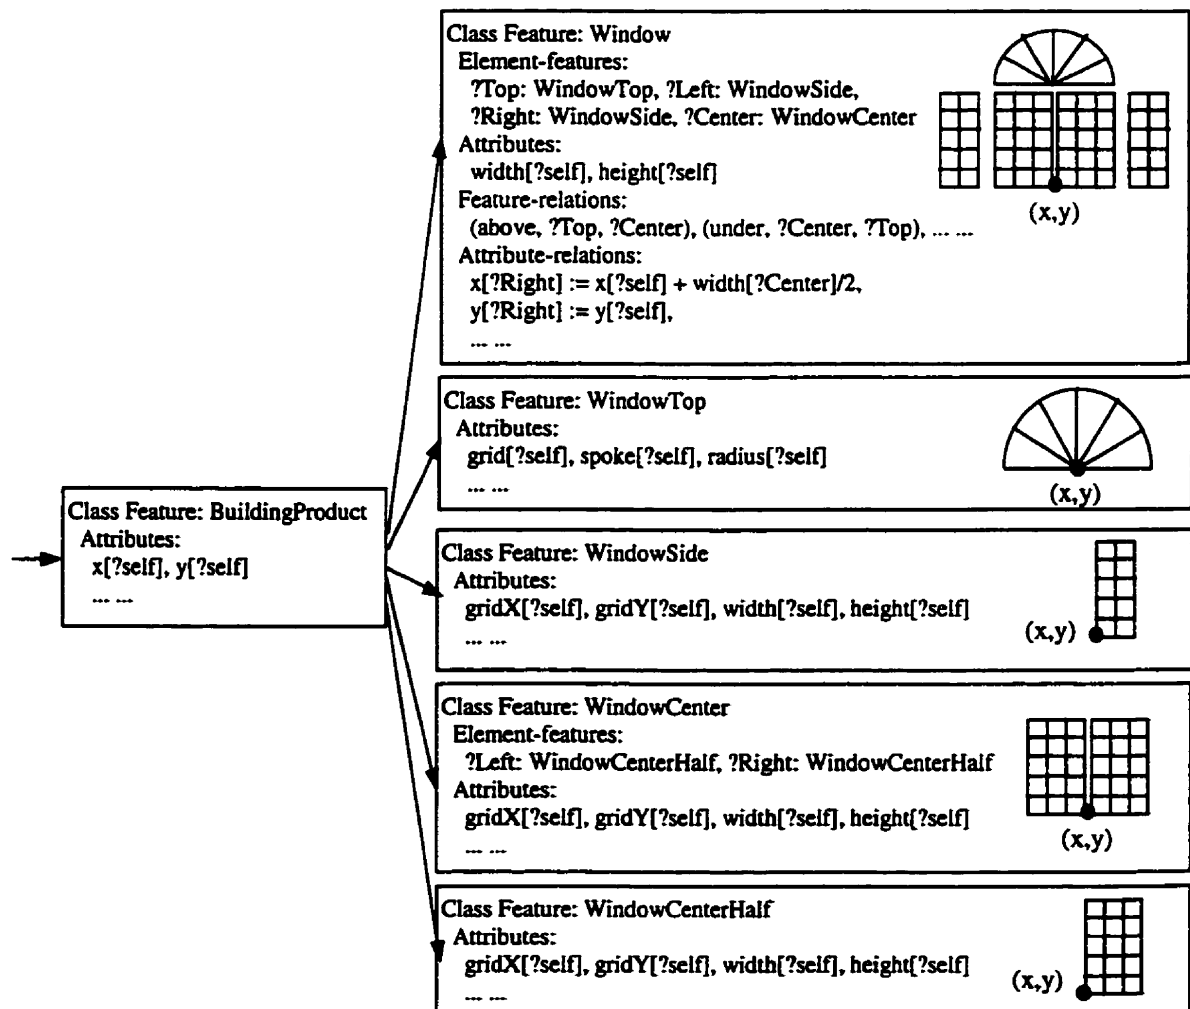 Class Feature: Window
Element-features:
?Top: WindowTop, ?Left: WindowSide,
?Right: WindowSide, ?Center: WindowCenter
Attributes:
width[?self], height[?self]
Feature-relations:
(above, ?Top, ?Center), (under, ?Center, ?Top), ... ...
Attribute-relations:
x[?Right] := x[?self] + width[?Center]/2,
y[?Right] := y[?self],
... ...
(x,y)
Class Feature: WindowTop
Attributes:
grid[?self], spoke[?self], radius[?self]
... ...
(x,y)
Class Feature: BuildingProduct
Attributes:
x[?self], y[?self]
... ...
Class Feature: WindowSide
Attributes:
gridX[?self], gridY[?self], width[?self], height[?self]
... ...
(x,y)
Class Feature: WindowCenter
Element-features:
?Left: WindowCenterHalf, ?Right: WindowCenterHalf
Attributes:
gridX[?self], gridY[?self], width[?self], height[?self]
... ...
(x,y)
Class Feature: WindowCenterHalf
Attributes:
gridX[?self], gridY[?self], width[?self], height[?self]
... ...
(x,y)